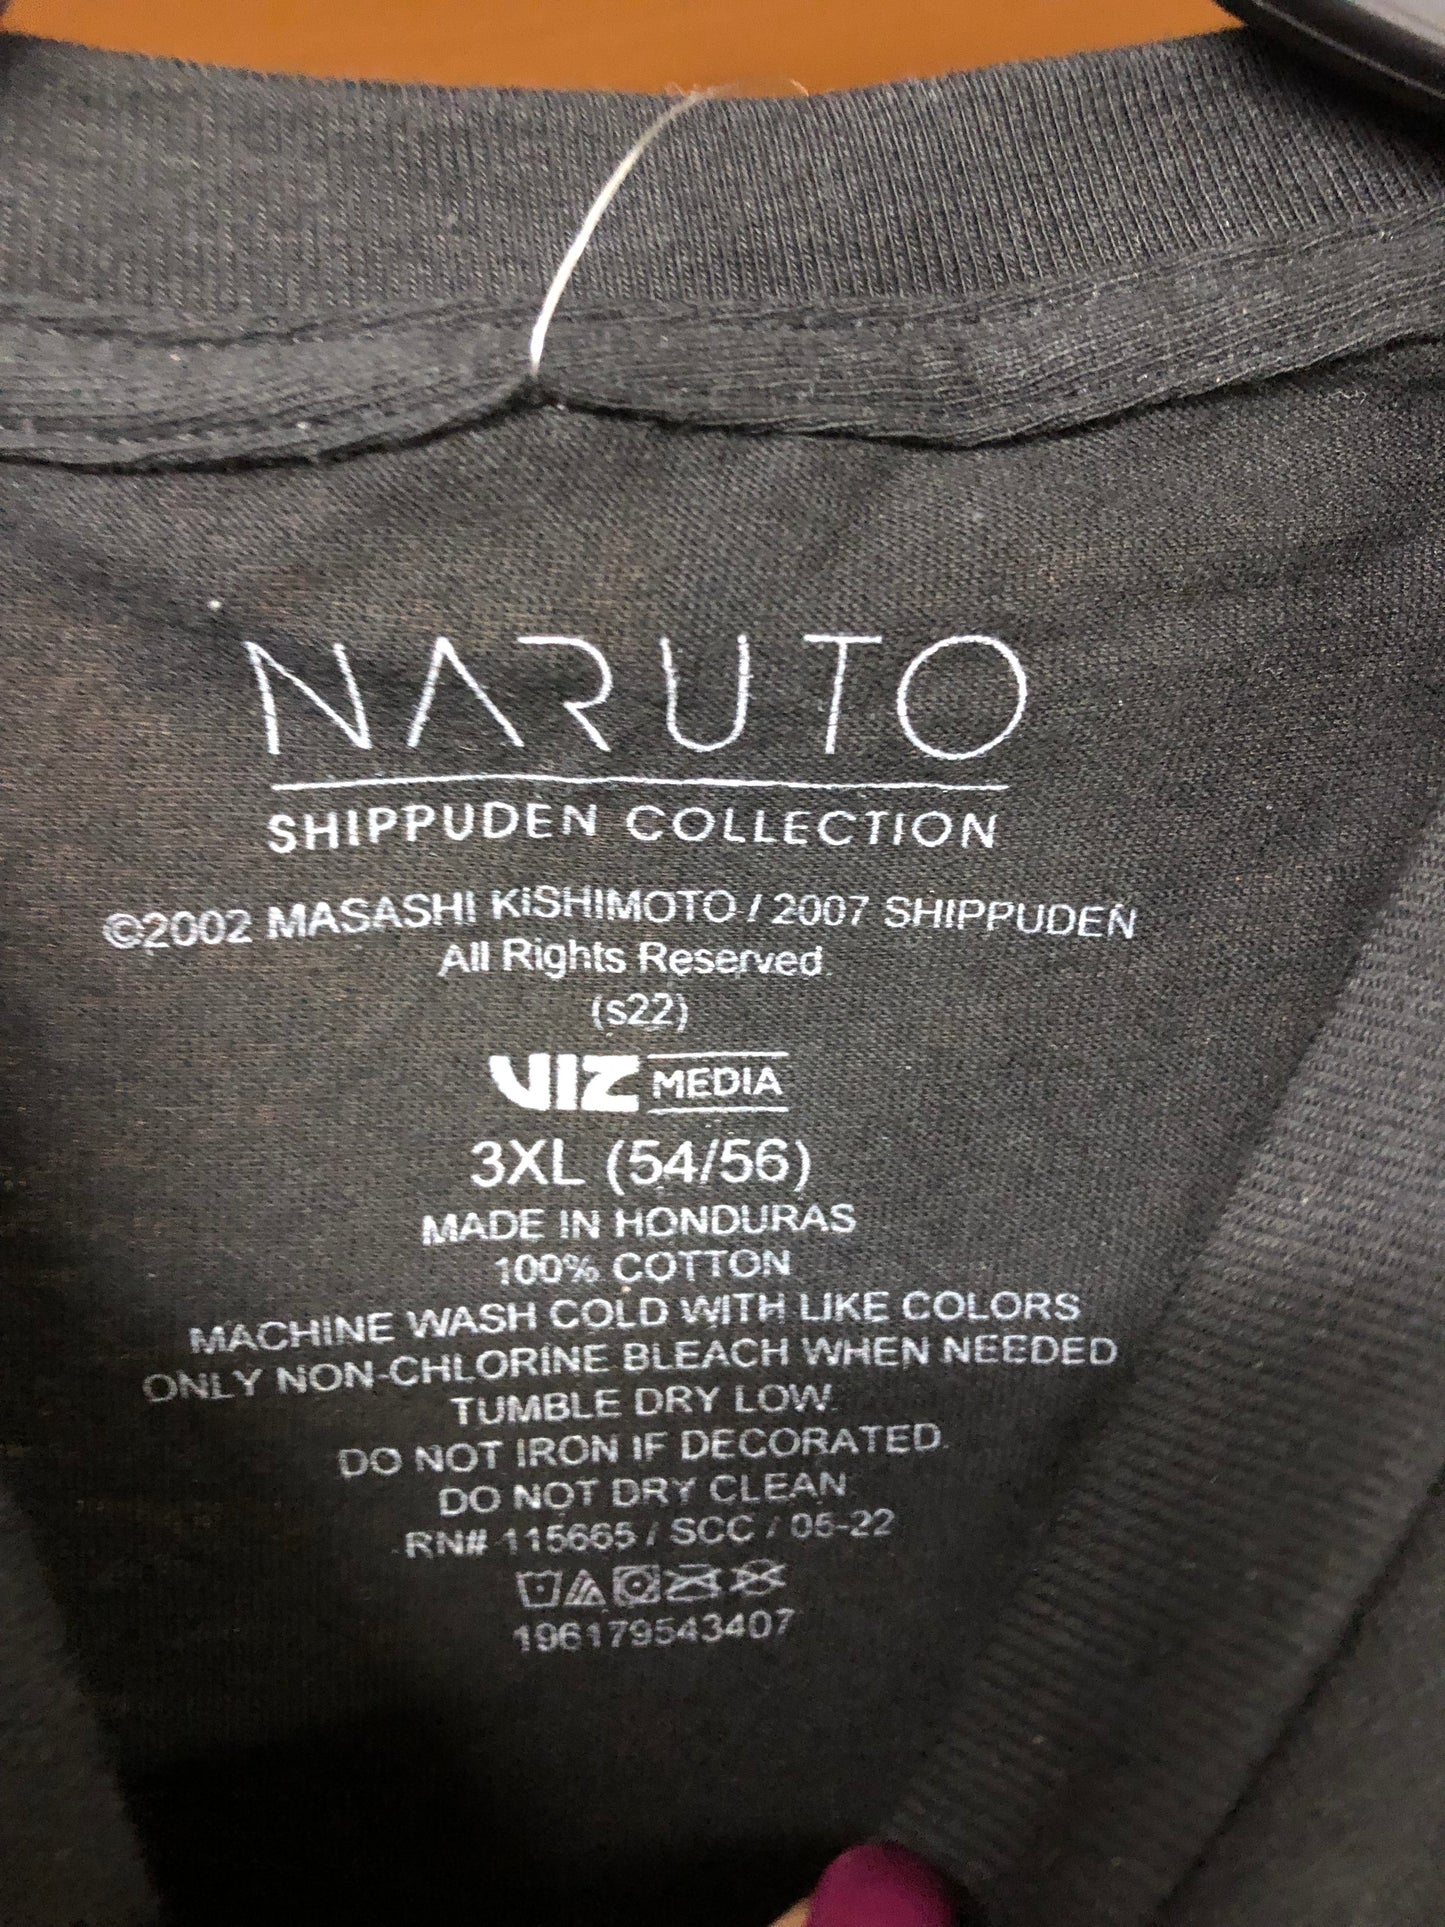 NARUTO
SHIPPUDEN COLLECTION
©2002 MASASHI KISHIMOTO / 2007 SHIPPUDEN
All Rights Reserved.
(s22)
VIZ MEDIA
3XL (54/56)
MADE IN HONDURAS
100% COTTON
MACHINE WASH COLD WITH LIKE COLORS
ONLY NON-CHLORINE BLEACH WHEN NEEDED
TUMBLE DRY LOW.
DO NOT IRON IF DECORATED.
DO NOT DRY CLEAN
RN# 115665 / SCC / 05-22
196179543407